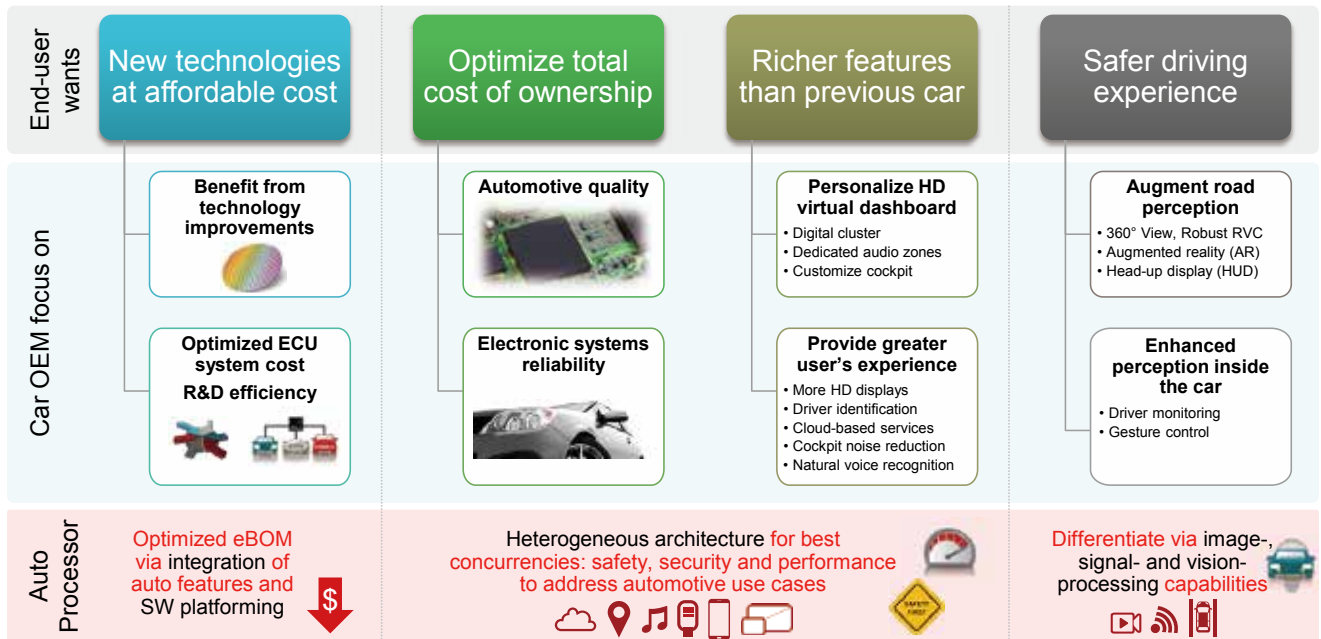 End-user
wants
New technologies
at affordable cost
Optimize total
cost of ownership
Richer features
than previous car
Safer driving
experience
Car OEM focus on
Benefit from
technology
improvements
Automotive quality
Personalize HD
virtual dashboard
• Digital cluster
• Dedicated audio zones
• Customize cockpit
Augment road
perception
• 360° View, Robust RVC
• Augmented reality (AR)
• Head-up display (HUD)
Optimized ECU
system cost
R&D efficiency
Electronic systems
reliability
Provide greater
user’s experience
• More HD displays
• Driver identification
• Cloud-based services
• Cockpit noise reduction
• Natural voice recognition
Enhanced
perception inside
the car
• Driver monitoring
• Gesture control
Auto
Processor
Optimized eBOM
via integration of
auto features and
SW platforming
$
Heterogeneous architecture for best
concurrencies: safety, security and performance
to address automotive use cases
SAFETY
FIRST
Differentiate via image-,
signal- and vision-
processing capabilities